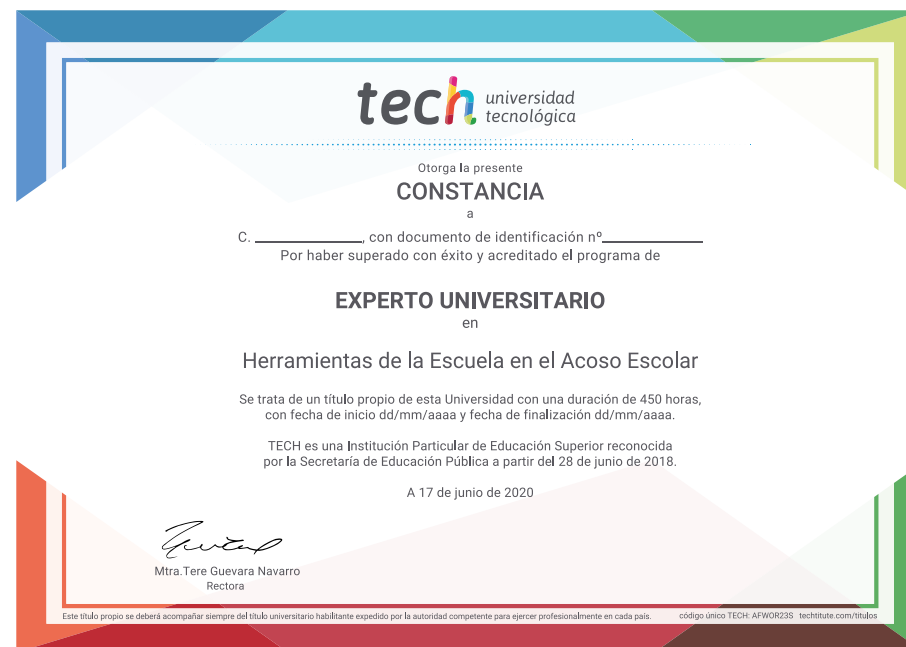 tech universidad
tecnológica
Otorga la presente
CONSTANCIA
a
C. ______________, con documento de identificación nº_____________
Por haber superado con éxito y acreditado el programa de
EXPERTO UNIVERSITARIO
en
Herramientas de la Escuela en el Acoso Escolar
Se trata de un título propio de esta Universidad con una duración de 450 horas,
con fecha de inicio dd/mm/aaaa y fecha de finalización dd/mm/aaaa.
TECH es una Institución Particular de Educación Superior reconocida
por la Secretaría de Educación Pública a partir del 28 de junio de 2018.
A 17 de junio de 2020
Mtra.Tere Guevara Navarro
Rectora
Este título propio se deberá acompañar siempre del título universitario habilitante expedido por la autoridad competente para ejercer profesionalmente en cada país. código único TECH: AFWOR23S techtitute.com/titulos